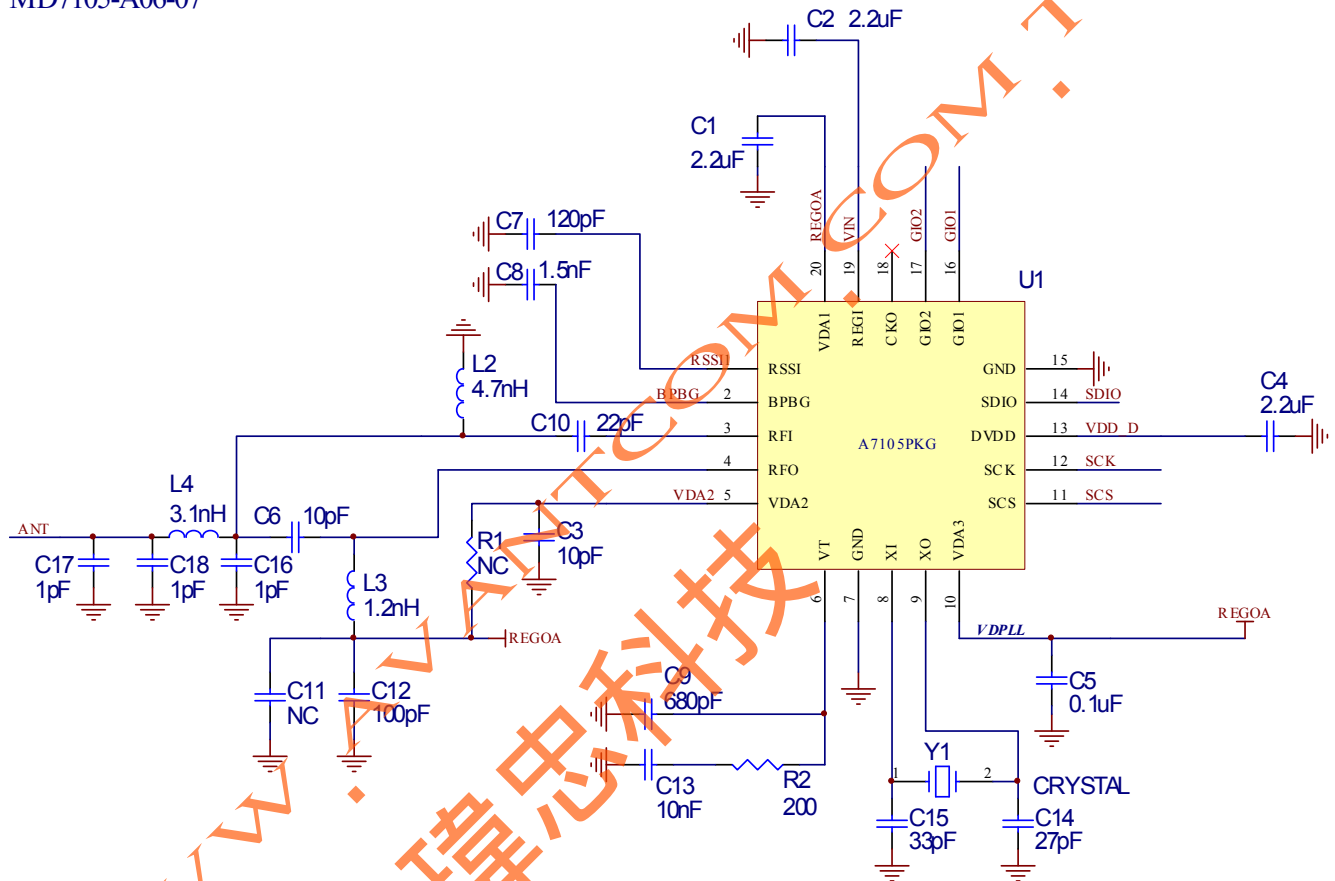 MD7105-A06-07
C2 2.2uF
C1
2.2uF
REGOA
VIN
GIO2
GIO1
20
19
18
17
16
U1
VDA1
REGI
CKO
GIO2
GIO1
C7 120pF
C8 1.5nF
L2
4.7nH
C10 22pF
RSSI 1
BPBG 2
3
4
VDA2 5
RSSI
BPBG
RFI
RFO
VDA2
A7105PKG
GND
SDIO
DVDD
SCK
SCS
15
14 SDIO
13 VDD_D
12 SCK
11 SCS
C4
2.2uF
VT
GND
XI
XO
VDA3
6
7
8
9
10
ANT
L4
3.1nH
C6 10pF
C17
1pF
C18
1pF
C16
1pF
R1
NC
C3
10pF
L3
1.2nH
REGOA
C11
NC
C12
100pF
VDPLL
REGOA
C5
0.1uF
C9
680pF
C13
10nF
R2
200
Y1
1
2
CRYSTAL
C15
33pF
C14
27pF
瑋忠科技